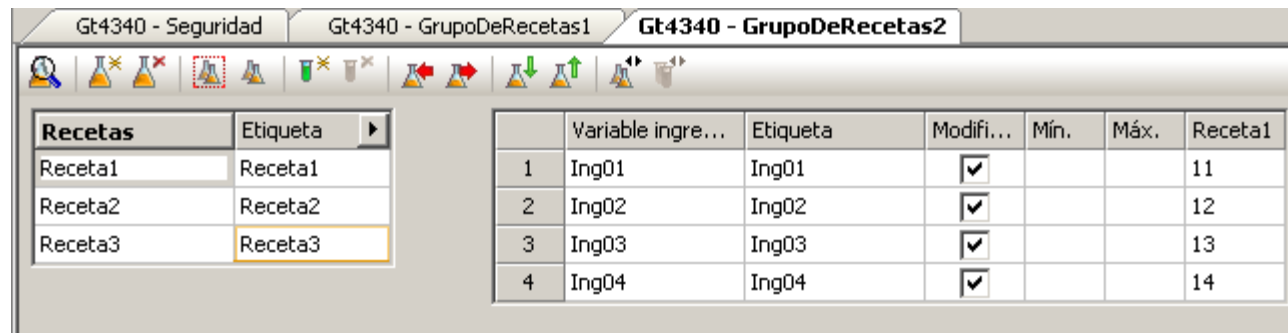 Gt4340 - Seguridad Gt4340 - GrupoDeRecetas1 Gt4340 - GrupoDeRecetas2
Recetas Etiqueta
Receta1 Receta1
Receta2 Receta2
Receta3 Receta3
Variable ingre... Etiqueta Modifi... Mín. Máx. Receta1
1 Ing01 Ing01 11
2 Ing02 Ing02 12
3 Ing03 Ing03 13
4 Ing04 Ing04 14